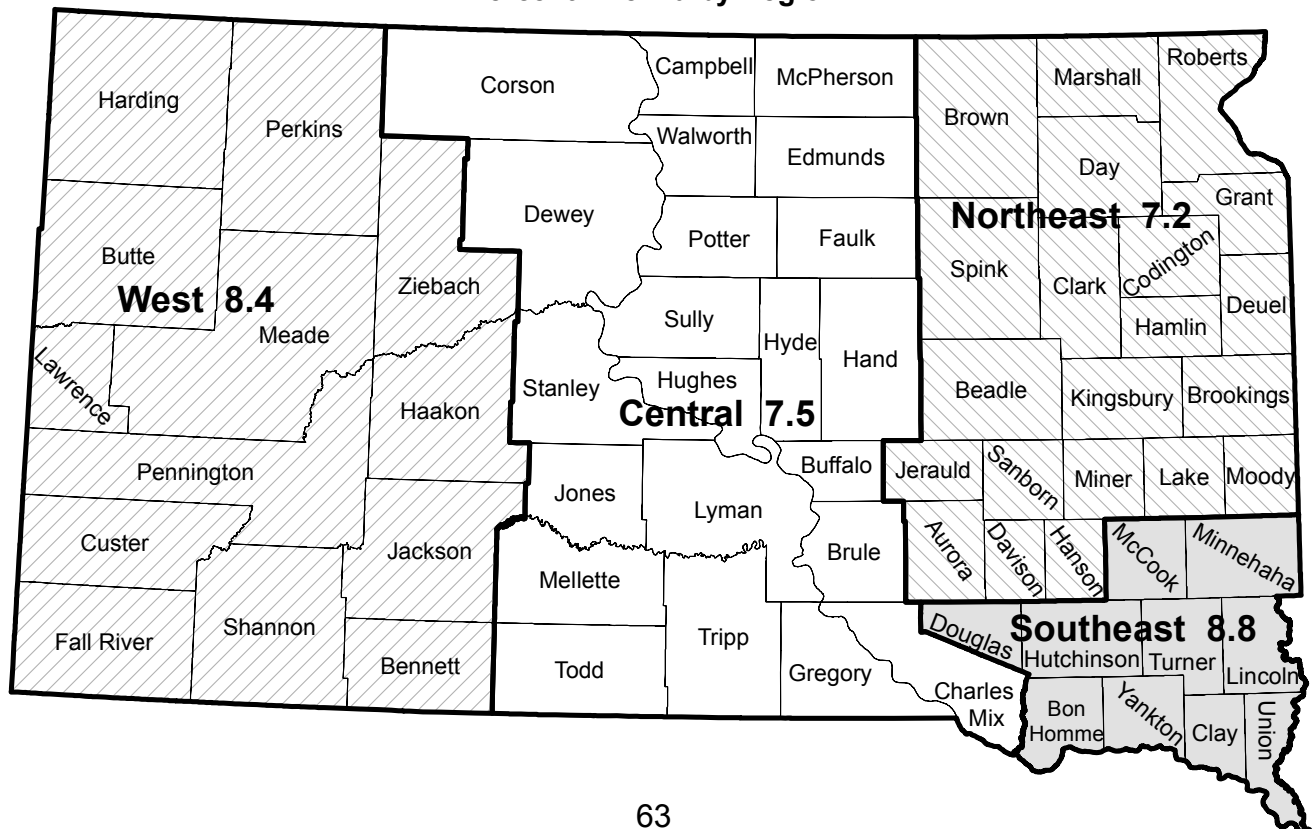 Corson
Campbell
McPherson
Roberts
Marshall
Harding
Perkins
Brown
Walworth
Edmunds
Day
Dewey
Grant
Northeast 7.2
Potter
Faulk
Butte
Spink
Codington
Ziebach
Clark
West 8.4
Deuel
Sully
Hamlin
Meade
Hyde
Hand
Lawrence
Stanley
Hughes
Beadle
Kingsbury
Brookings
Haakon
Central 7.5
Pennington
Buffalo
Jerauld
Sanborn
Miner
Lake
Moody
Jones
Lyman
Custer
Jackson
Brule
Aurora
Davison
Hanson
McCook
Minnehaha
Mellette
Shannon
Fall River
Tripp
Douglas
Southeast 8.8
Bennett
Todd
Gregory
Hutchinson
Turner
Lincoln
Charles
Mix
Bon
Homme
Yankton
Clay
Union
63